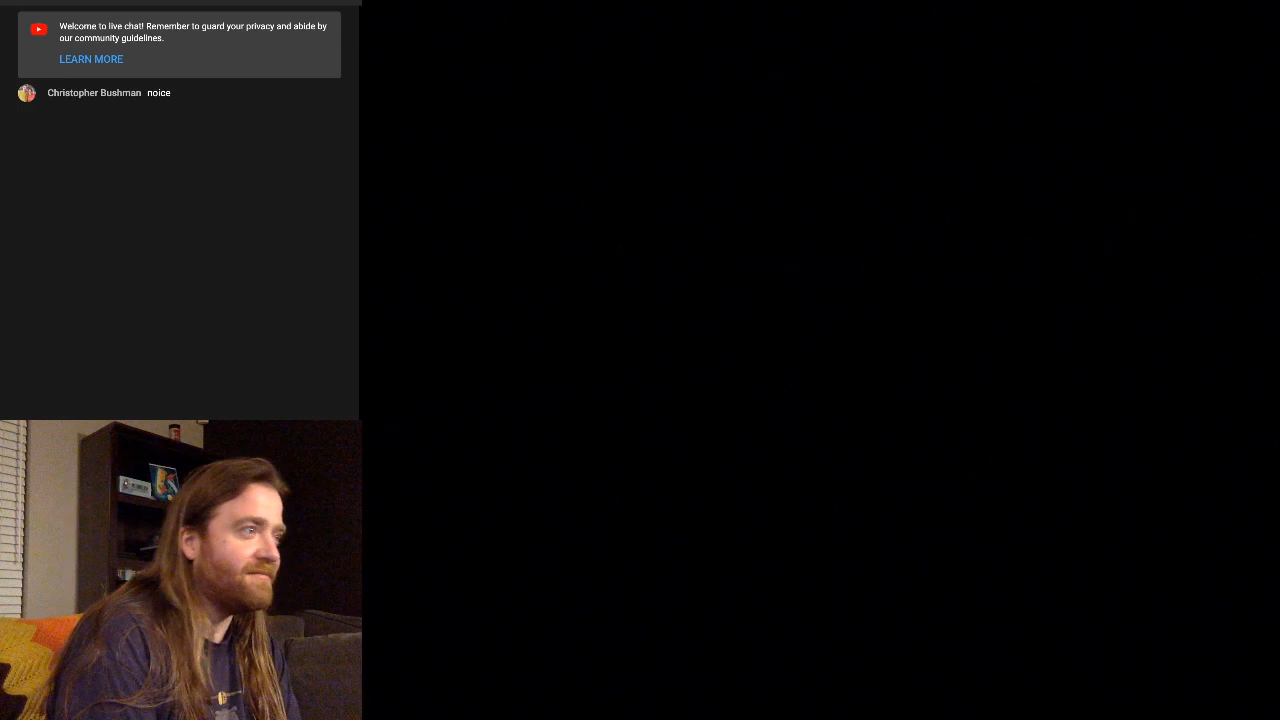 Welcome to live chat! Remember to guard your privacy and abide by
our community guidelines.
LEARN MORE
Christopher Bushman noice